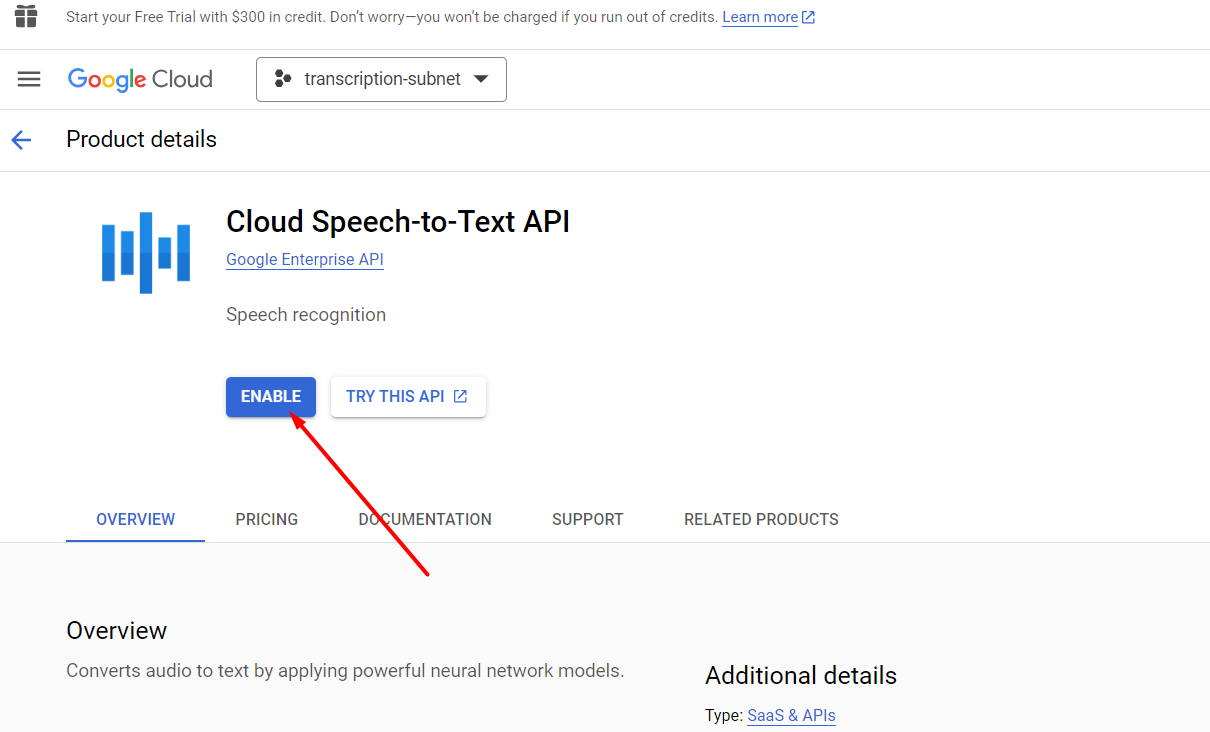 Start your Free Trial with $300 in credit. Don’t worry—you won’t be charged if you run out of credits. Learn more
Google Cloud
transcription-subnet
Product details
Cloud Speech-to-Text API
Google Enterprise API
Speech recognition
ENABLE
TRY THIS API
OVERVIEW
PRICING
DOCUMENTATION
SUPPORT
RELATED PRODUCTS
Overview
Converts audio to text by applying powerful neural network models.
Additional details
Type: SaaS & APIs